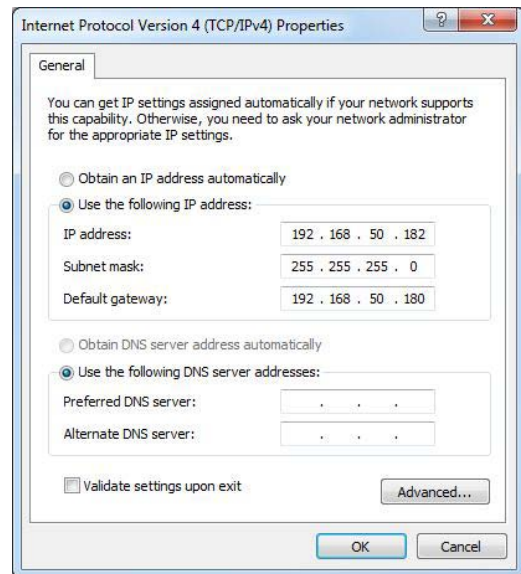 Internet Protocol Version 4 (TCP/IPv4) Properties
General
You can get IP settings assigned automatically if your network supports
this capability. Otherwise, you need to ask your network administrator
for the appropriate IP settings.
Obtain an IP address automatically
Use the following IP address:
IP address: 192 . 168 . 50 . 182
Subnet mask: 255 . 255 . 255 . 0
Default gateway: 192 . 168 . 50 . 180
Obtain DNS server address automatically
Use the following DNS server addresses:
Preferred DNS server: . . .
Alternate DNS server: . . .
Validate settings upon exit
Advanced...
OK Cancel